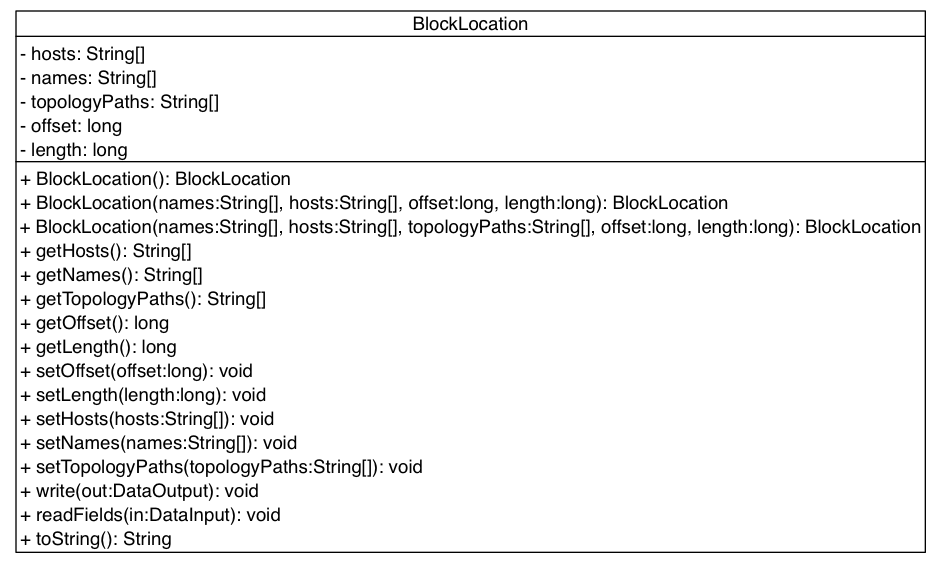 BlockLocation
- hosts: String[]
- names: String[]
- topologyPaths: String[]
- offset: long
- length: long
+ BlockLocation(): BlockLocation
+ BlockLocation(names:String[], hosts:String[], offset:long, length:long): BlockLocation
+ BlockLocation(names:String[], hosts:String[], topologyPaths:String[], offset:long, length:long): BlockLocation
+ getHosts(): String[]
+ getNames(): String[]
+ getTopologyPaths(): String[]
+ getOffset(): long
+ getLength(): long
+ setOffset(offset:long): void
+ setLength(length:long): void
+ setHosts(hosts:String[]): void
+ setNames(names:String[]): void
+ setTopologyPaths(topologyPaths:String[]): void
+ write(out:DataOutput): void
+ readFields(in:DataInput): void
+ toString(): String